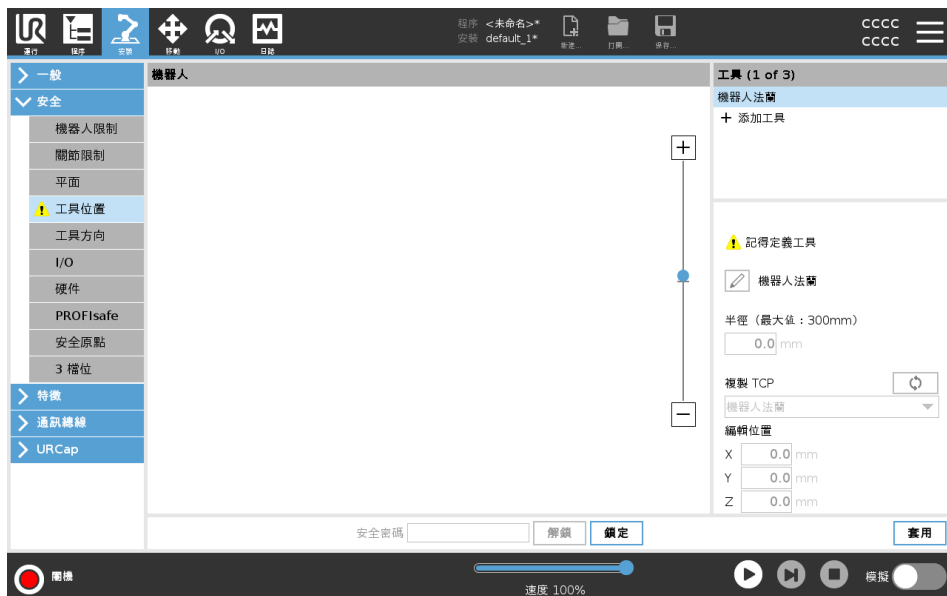 程序 <未命名>*
安裝 default_1*
運行 程序 安裝 移動 I/O 日誌
新建... 打開... 保存...
CCCC
CCCC
一般
安全
機器人限制
關節限制
平面
工具位置
工具方向
I/O
硬件
PROFIsafe
安全原點
3 檔位
特徵
通訊總線
URCap
機器人
工具 (1 of 3)
機器人法蘭
+ 添加工具
記得定義工具
機器人法蘭
半徑（最大值：300mm）
0.0 mm
複製 TCP
機器人法蘭
編輯位置
X 0.0 mm
Y 0.0 mm
Z 0.0 mm
安全密碼 解鎖 鎖定
套用
關機
速度 100%
模擬